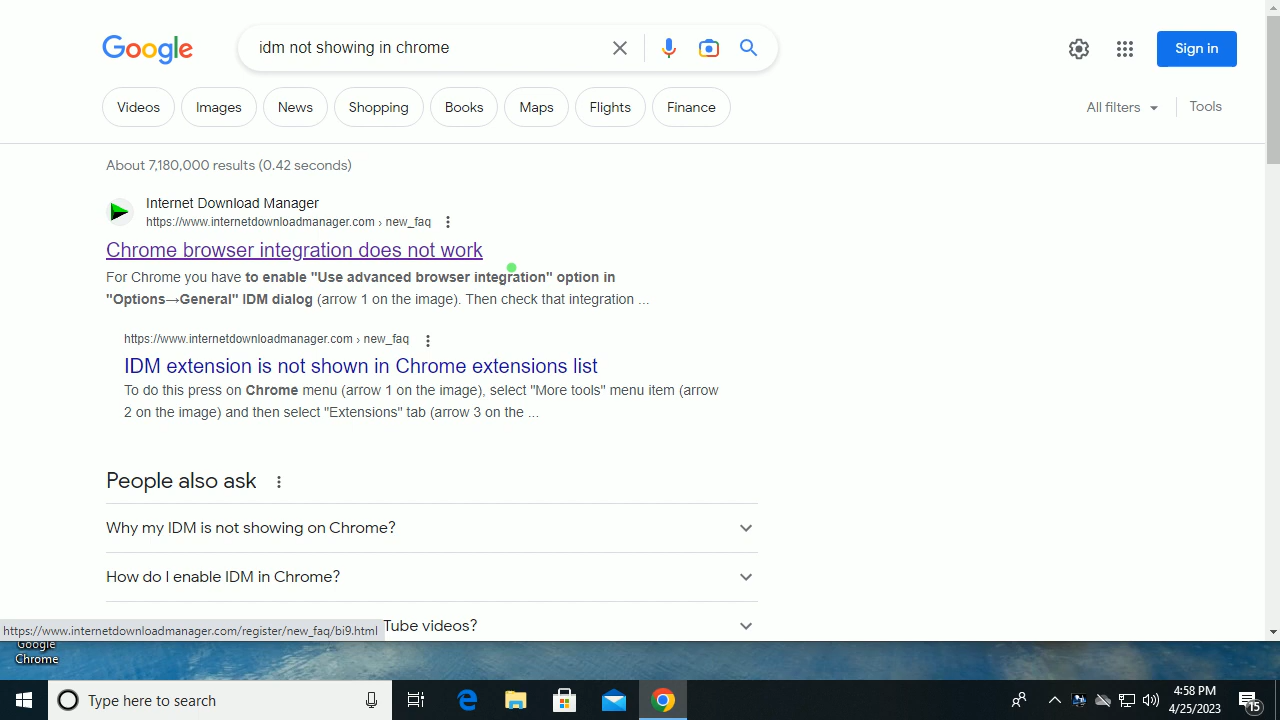 Google
idm not showing in chrome
Sign in
Videos
Images
News
Shopping
Books
Maps
Flights
Finance
All filters
Tools
About 7,180,000 results (0.42 seconds)
Internet Download Manager
https://www.internetdownloadmanager.com › new_faq
Chrome browser integration does not work
For Chrome you have to enable "Use advanced browser integration" option in
"Options→General" IDM dialog (arrow 1 on the image). Then check that integration ...
https://www.internetdownloadmanager.com › new_faq
IDM extension is not shown in Chrome extensions list
To do this press on Chrome menu (arrow 1 on the image), select "More tools" menu item (arrow
2 on the image) and then select "Extensions" tab (arrow 3 on the ...
People also ask
Why my IDM is not showing on Chrome?
How do I enable IDM in Chrome?
Tube videos?
https://www.internetdownloadmanager.com/register/new_faq/bi9.html
Google
Chrome
Type here to search
4:58 PM
4/25/2023
15